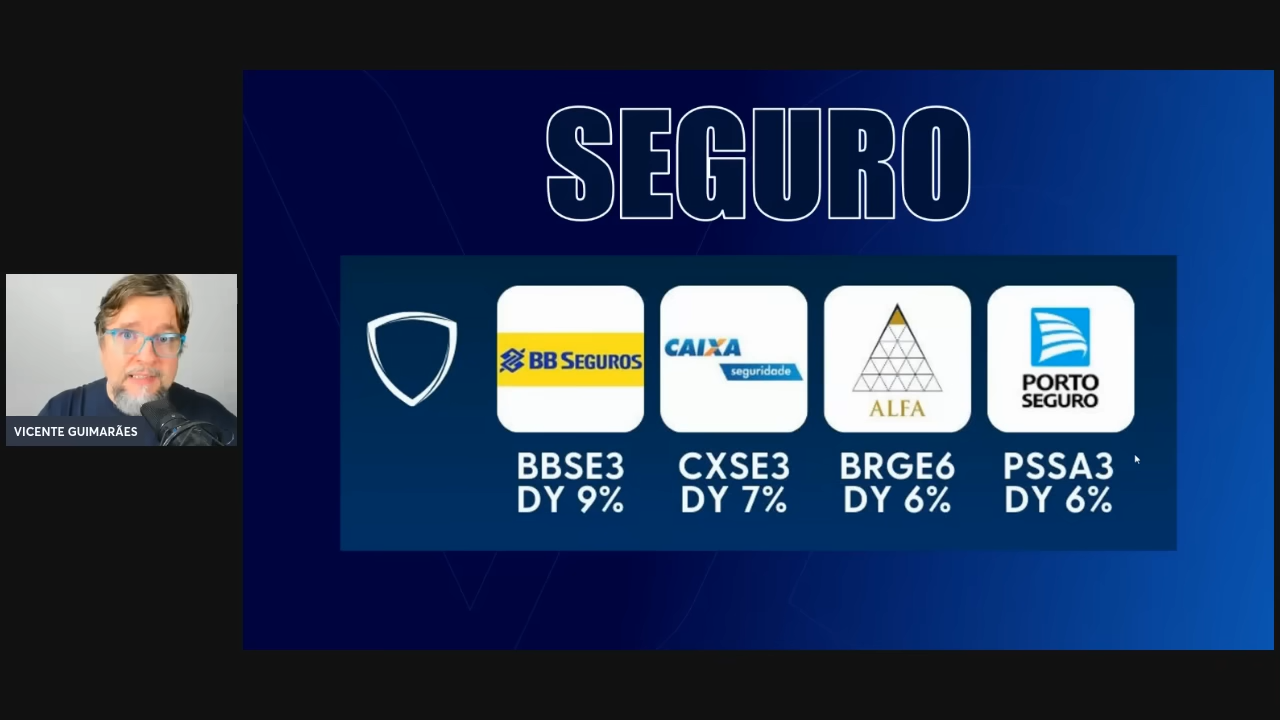 SEGURO
BB SEGUROS
CAIXA
seguridade
ALFA
PORTO
SEGURO
BBSE3
DY 9%
CXSE3
DY 7%
BRGE6
DY 6%
PSSA3
DY 6%
VICENTE GUIMARÃES